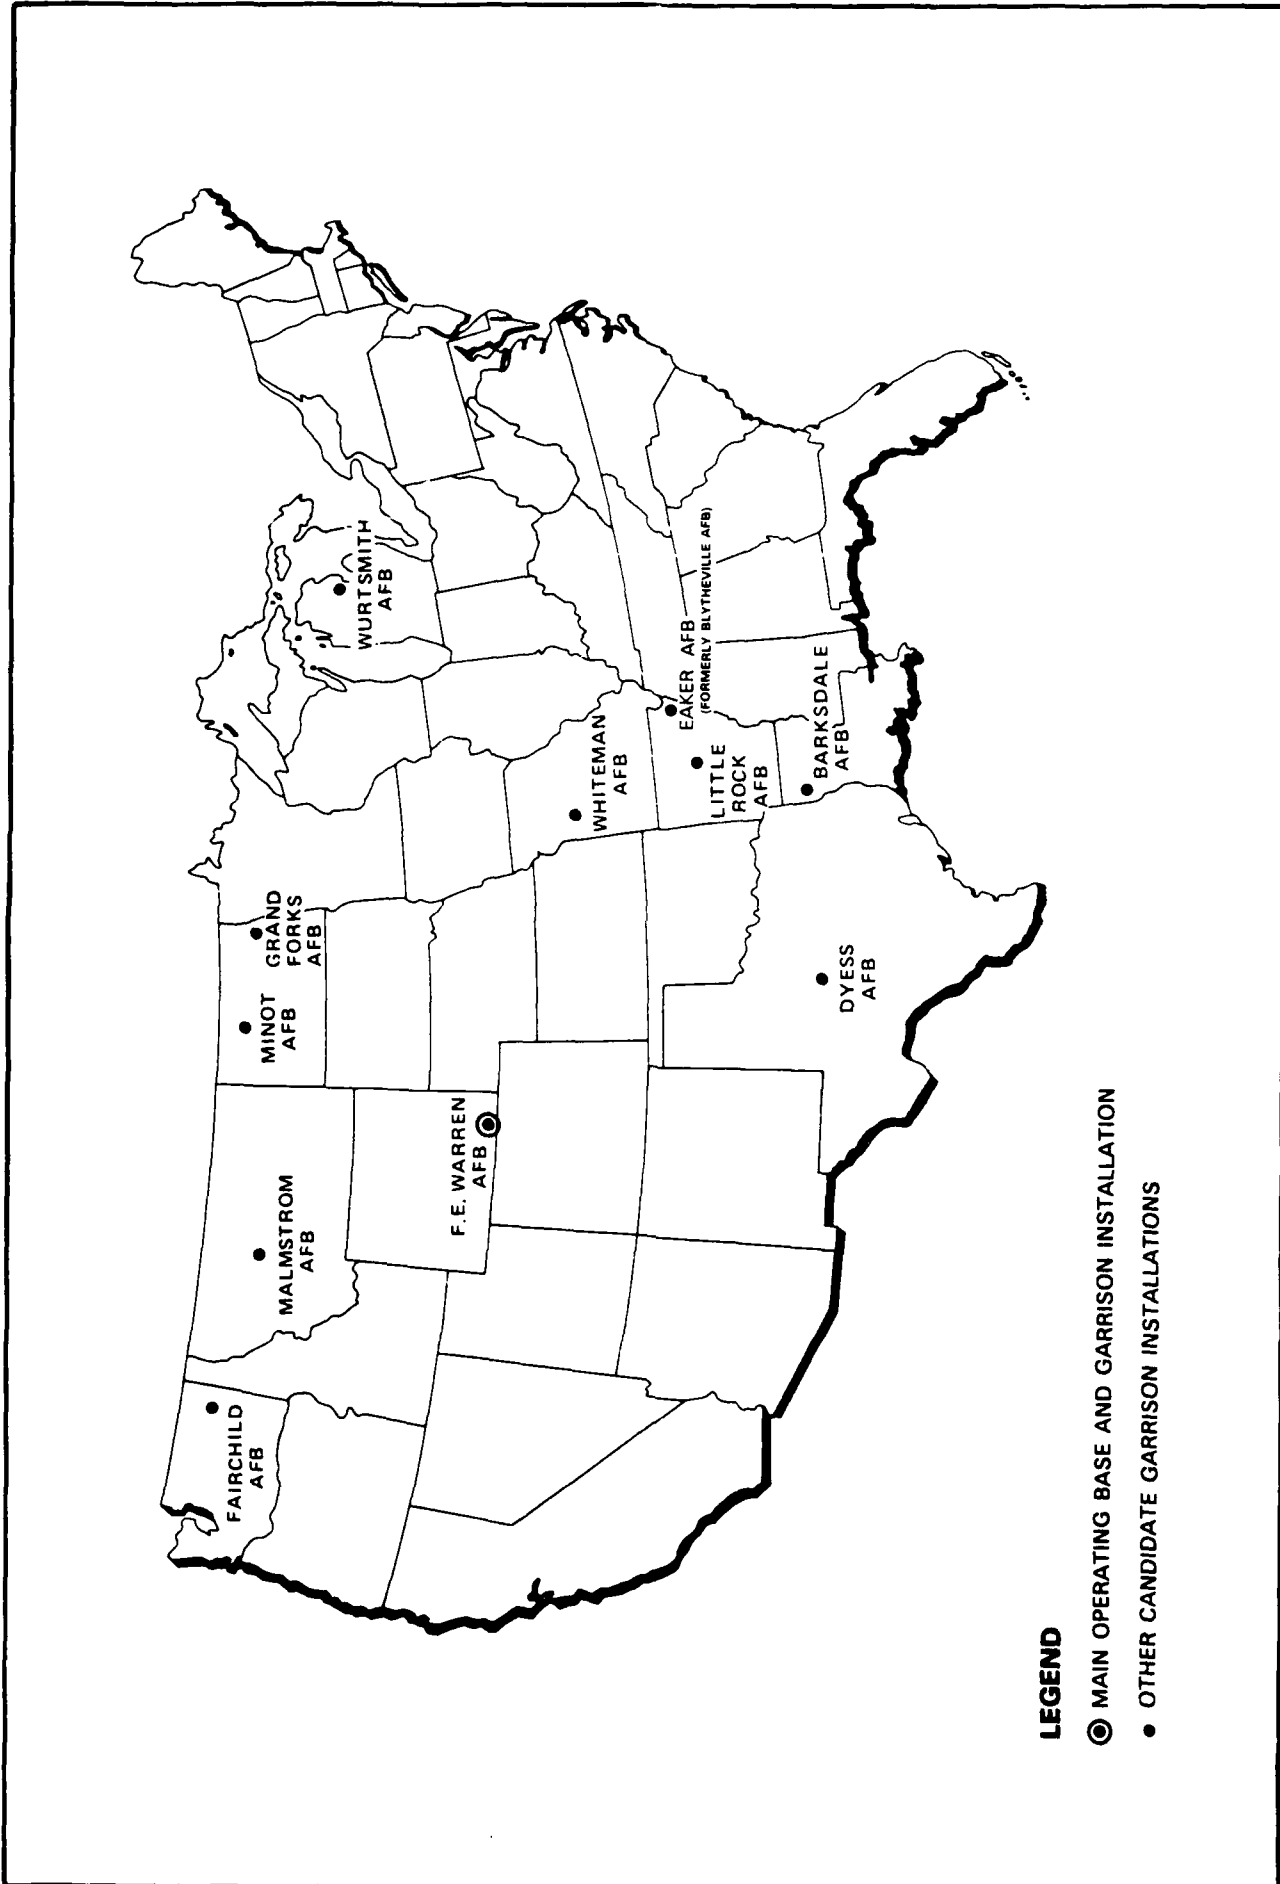 FAIRCHILD
AFB
MALMSTROM
AFB
MINOT
AFB
GRAND
FORKS
AFB
WURTSMITH
AFB
F.E. WARREN
AFB
WHITEMAN
AFB
EAKER AFB
(FORMERLY BLYTHEVILLE AFB)
LITTLE
ROCK
AFB
BARKSDALE
AFB
DYESS
AFB
LEGEND
MAIN OPERATING BASE AND GARRISON INSTALLATION
OTHER CANDIDATE GARRISON INSTALLATIONS